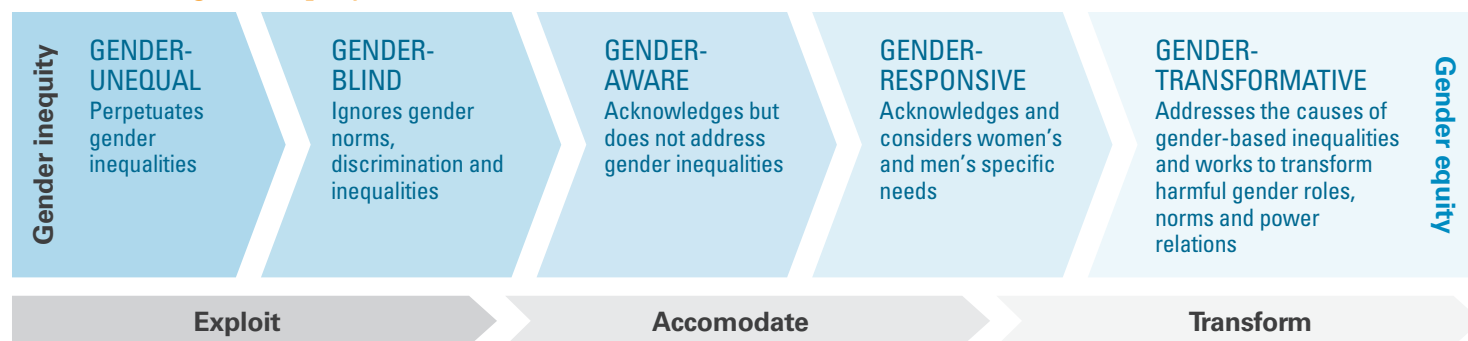 Gender inequity
GENDER-
UNEQUAL
Perpetuates
gender
inequalities
GENDER-
BLIND
Ignores gender
norms,
discrimination and
inequalities
GENDER-
AWARE
Acknowledges but
does not address
gender inequalities
GENDER-
RESPONSIVE
Acknowledges and
considers women’s
and men’s specific
needs
GENDER-
TRANSFORMATIVE
Addresses the causes of
gender-based inequalities
and works to transform
harmful gender roles,
norms and power
relations
Gender equity
Exploit
Accomodate
Transform